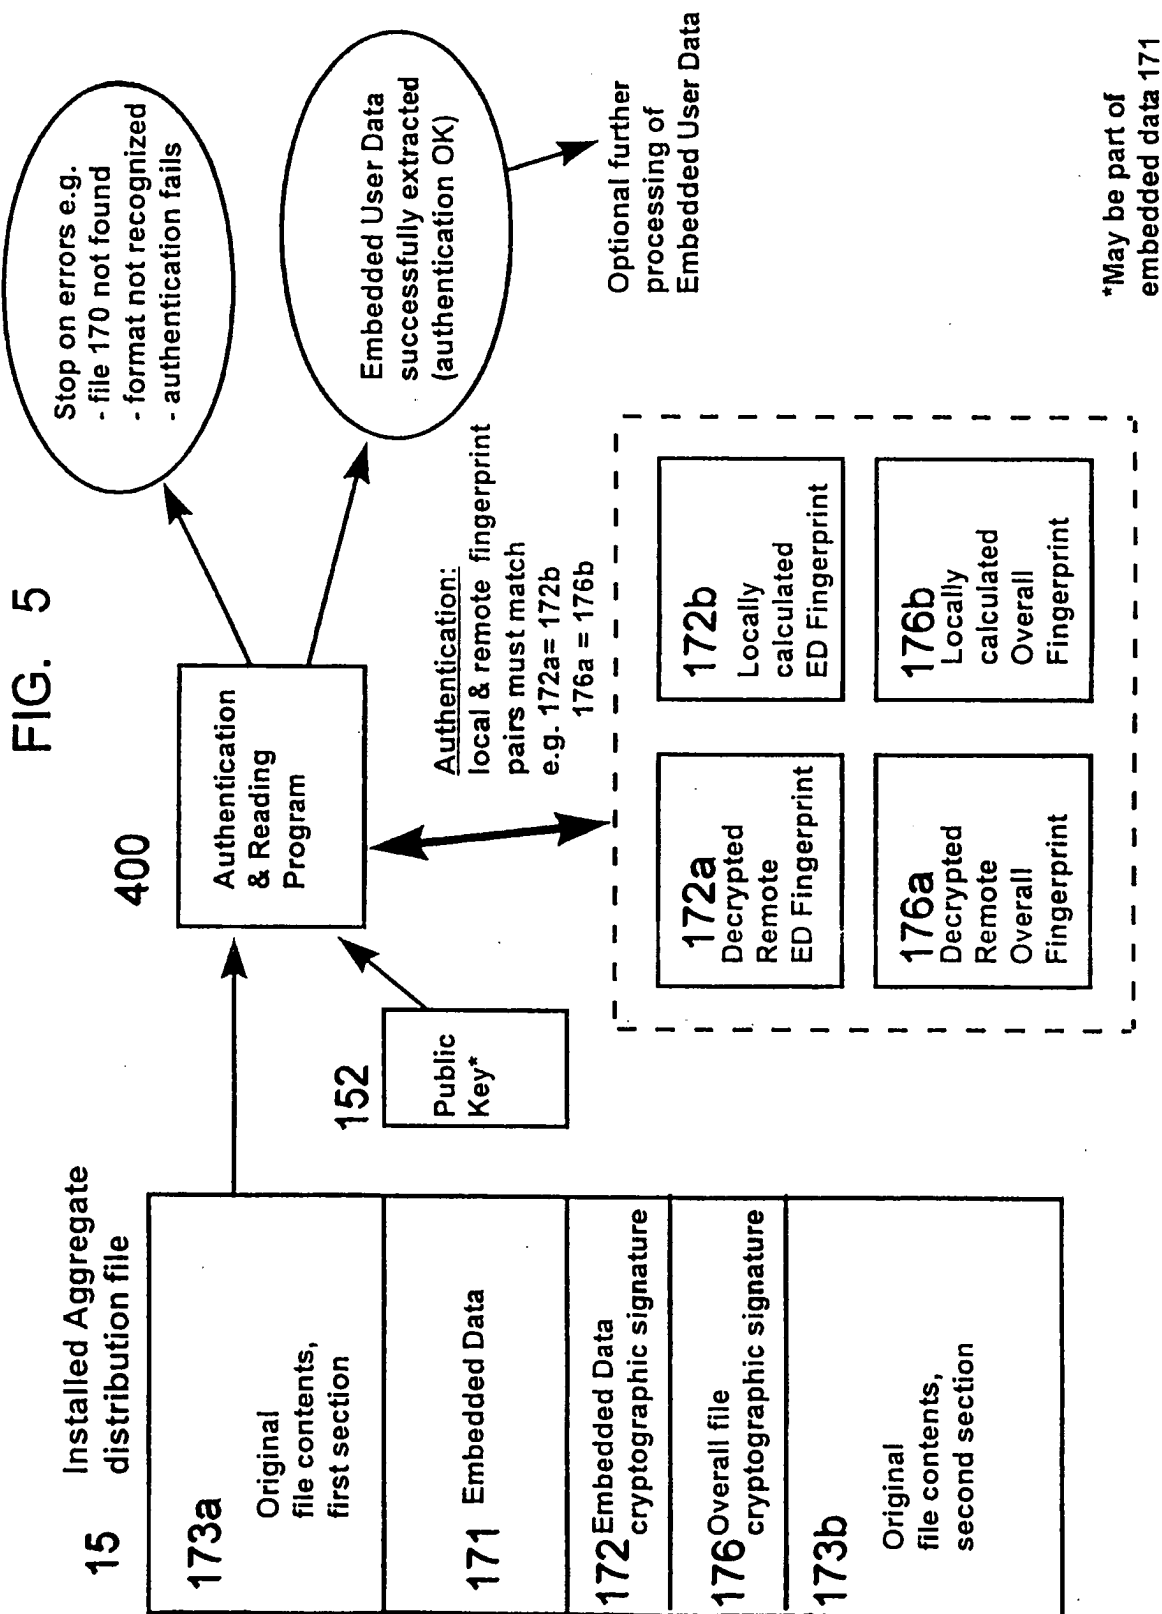 FIG. 5
15
Installed Aggregate
distribution file
173a
Original
file contents,
first section
171 Embedded Data
172 Embedded Data
cryptographic signature
176 Overall file
cryptographic signature
173b
Original
file contents,
second section
152
Public
Key*
400
Authentication
& Reading
Program
Authentication:
local & remote fingerprint
pairs must match
e.g. 172a= 172b
176a = 176b
172a
Decrypted
Remote
ED Fingerprint
172b
Locally
calculated
ED Fingerprint
176a
Decrypted
Remote
Overall
Fingerprint
176b
Locally
calculated
Overall
Fingerprint
Stop on errors e.g.
- file 170 not found
- format not recognized
- authentication fails
Embedded User Data
successfully extracted
(authentication OK)
Optional further
processing of
Embedded User Data
*May be part of
embedded data 171